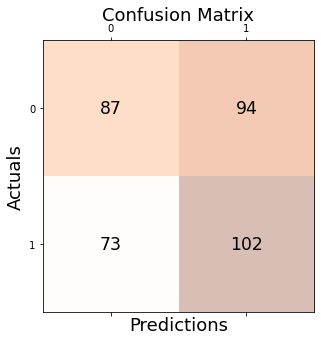 Confusion Matrix
0 1
0 87 94
Actuals
1 73 102
Predictions